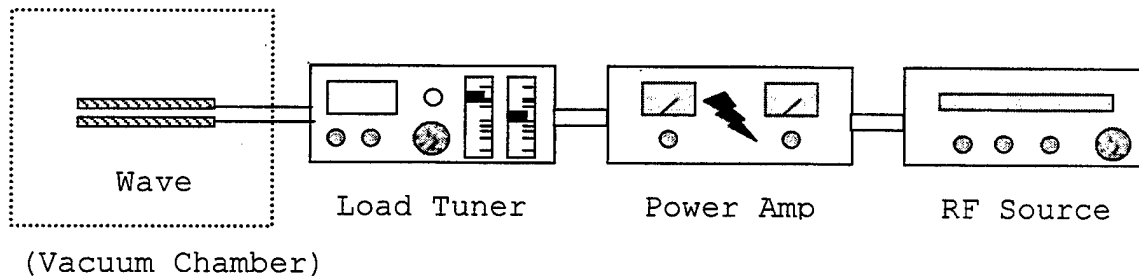 Wave
Load Tuner
Power Amp
RF Source
(Vacuum Chamber)